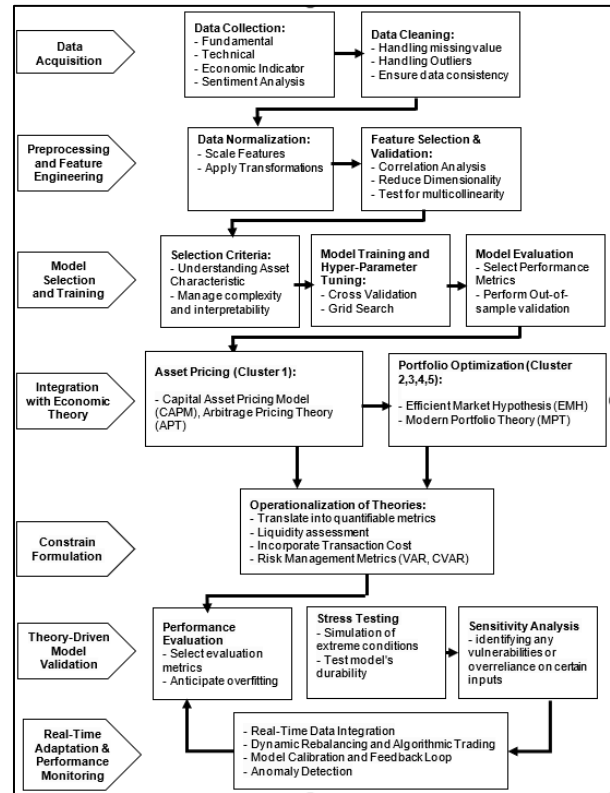 Data
Acquisition
Data Collection:
- Fundamental
- Technical
- Economic Indicator
- Sentiment Analysis
Data Cleaning:
- Handling missing value
- Handling Outliers
- Ensure data consistency
Preprocessing
and Feature
Engineering
Data Normalization:
- Scale Features
- Apply Transformations
Feature Selection &
Validation:
- Correlation Analysis
- Reduce Dimensionality
- Test for multicollinearity
Model
Selection
and Training
Selection Criteria:
- Understanding Asset
Characteristic
- Manage complexity
and interpretability
Model Training and
Hyper-Parameter
Tuning:
- Cross Validation
- Grid Search
Model Evaluation
- Select Performance
Metrics
- Perform Out-of-
sample validation
Integration
with Economic
Theory
Asset Pricing (Cluster 1):
- Capital Asset Pricing Model
(CAPM), Arbitrage Pricing Theory
(APT)
Portfolio Optimization (Cluster
2,3,4,5):
- Efficient Market Hypothesis (EMH)
- Modern Portfolio Theory (MPT)
Constrain
Formulation
Operationalization of Theories:
- Translate into quantifiable metrics
- Liquidity assessment
- Incorporate Transaction Cost
- Risk Management Metrics (VAR, CVAR)
Theory-Driven
Model
Validation
Performance
Evaluation
- Select evaluation
metrics
- Anticipate overfitting
Stress Testing
- Simulation of
extreme conditions
- Test model's
durability
Sensitivity Analysis
- identifying any
vulnerabilities or
overreliance on certain
inputs
Real-Time
Adaptation &
Performance
Monitoring
- Real-Time Data Integration
- Dynamic Rebalancing and Algorithmic Trading
- Model Calibration and Feedback Loop
- Anomaly Detection